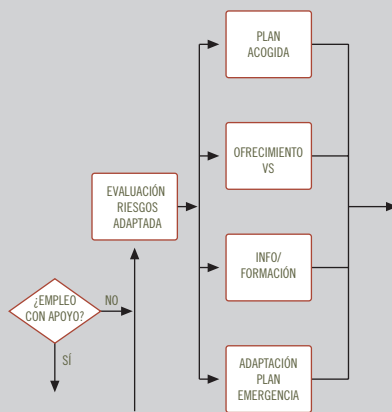 PLAN
ACOGIDA
OFRECIMIENTO
VS
EVALUACIÓN
RIESGOS
ADAPTADA
INFO/
FORMACIÓN
¿EMPLEO
CON APOYO?
NO
SÍ
ADAPTACIÓN
PLAN
EMERGENCIA